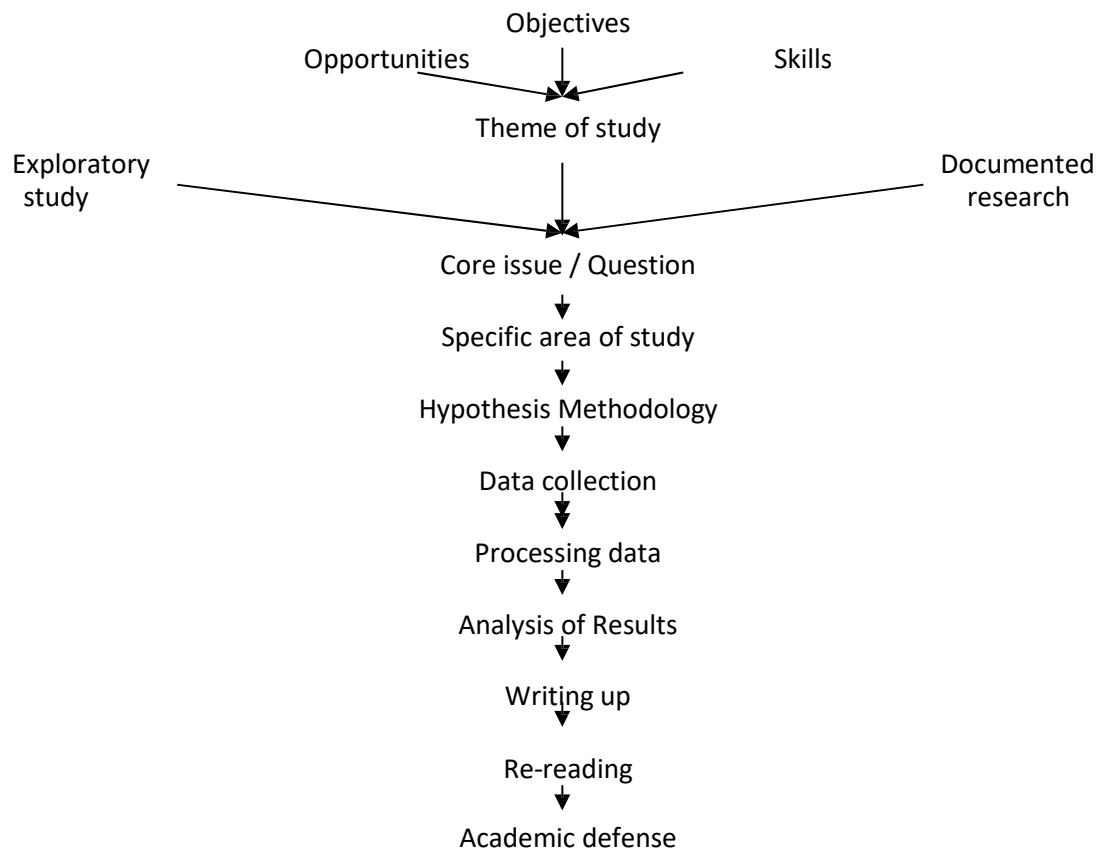 Objectives
Opportunities
Skills
Theme of study
Exploratory
study
Documented
research
Core issue / Question
Specific area of study
Hypothesis Methodology
Data collection
Processing data
Analysis of Results
Writing up
Re-reading
Academic defense